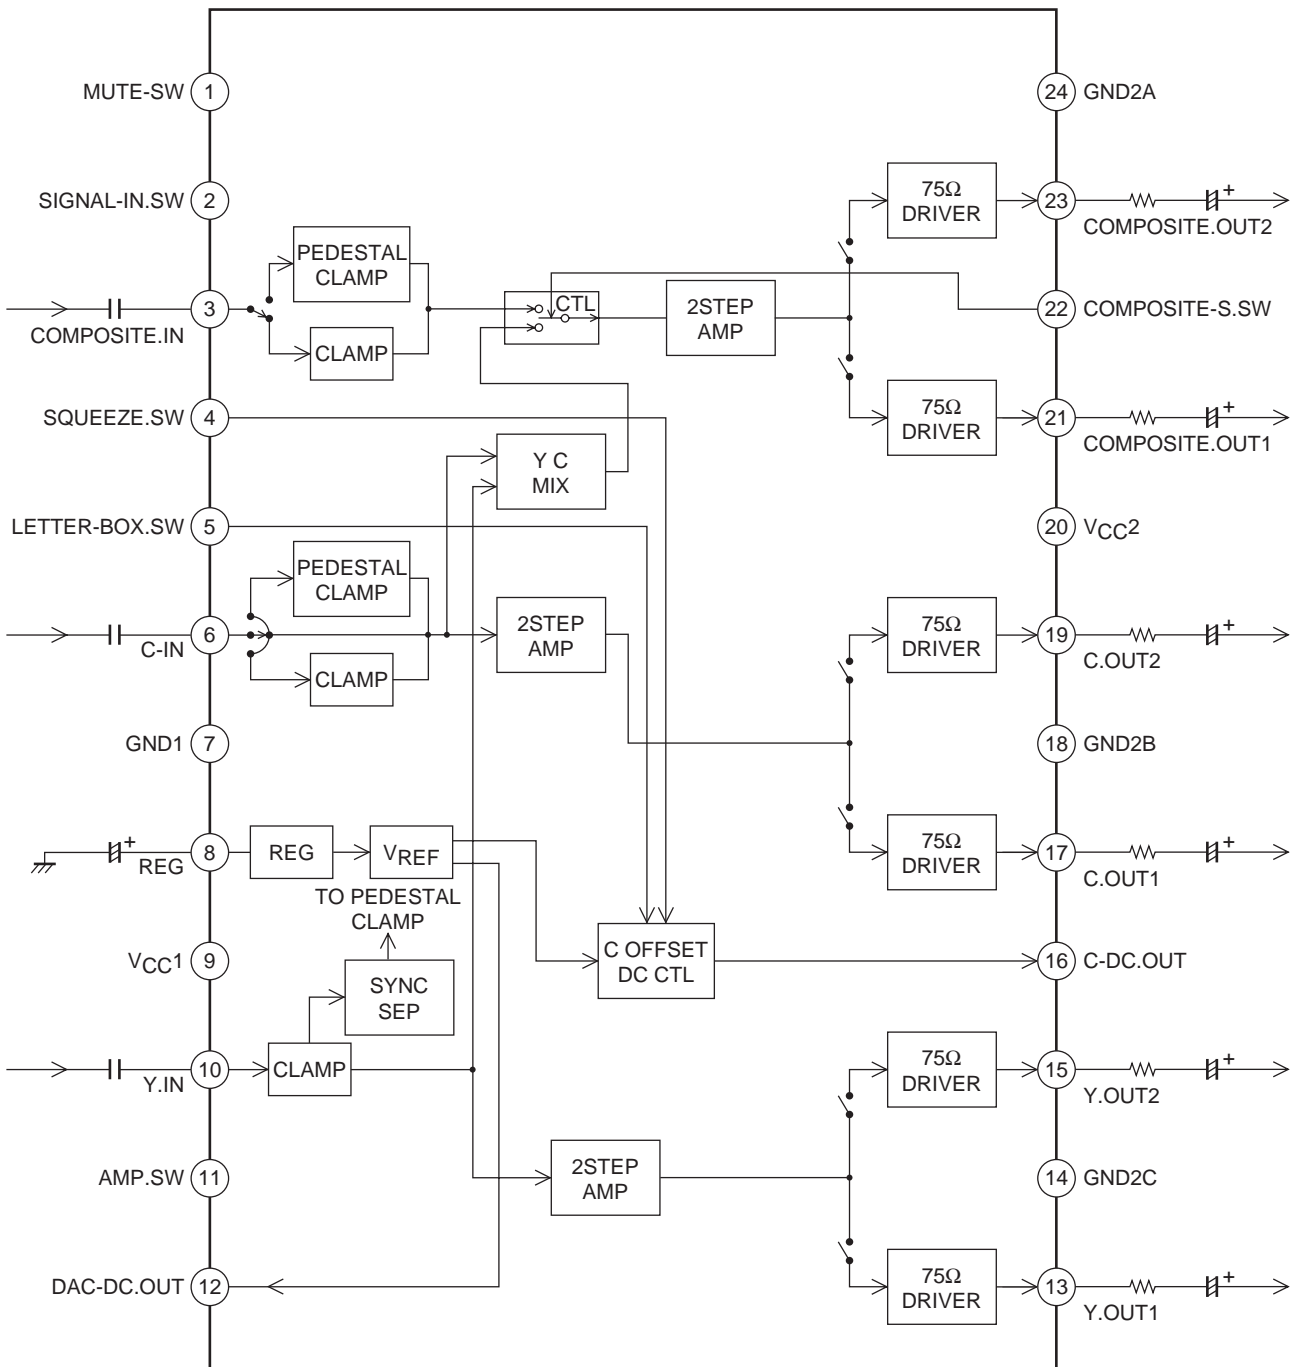 MUTE-SW 1
24 GND2A
SIGNAL-IN.SW 2
75Ω
DRIVER
23
COMPOSITE.OUT2
+
PEDESTAL
CLAMP
3
COMPOSITE.IN
CLAMP
CTL
2STEP
AMP
22 COMPOSITE-S.SW
SQUEEZE.SW 4
75Ω
DRIVER
21
COMPOSITE.OUT1
+
Y C
MIX
LETTER-BOX.SW 5
20 VCC2
PEDESTAL
CLAMP
6
C-IN
CLAMP
2STEP
AMP
75Ω
DRIVER
19
C.OUT2
+
GND1 7
18 GND2B
+
8
REG
REG
VREF
75Ω
DRIVER
17
C.OUT1
+
TO PEDESTAL
CLAMP
VCC1 9
SYNC
SEP
C OFFSET
DC CTL
16 C-DC.OUT
10
Y.IN
CLAMP
75Ω
DRIVER
15
Y.OUT2
+
AMP.SW 11
2STEP
AMP
14 GND2C
DAC-DC.OUT 12
75Ω
DRIVER
13
Y.OUT1
+